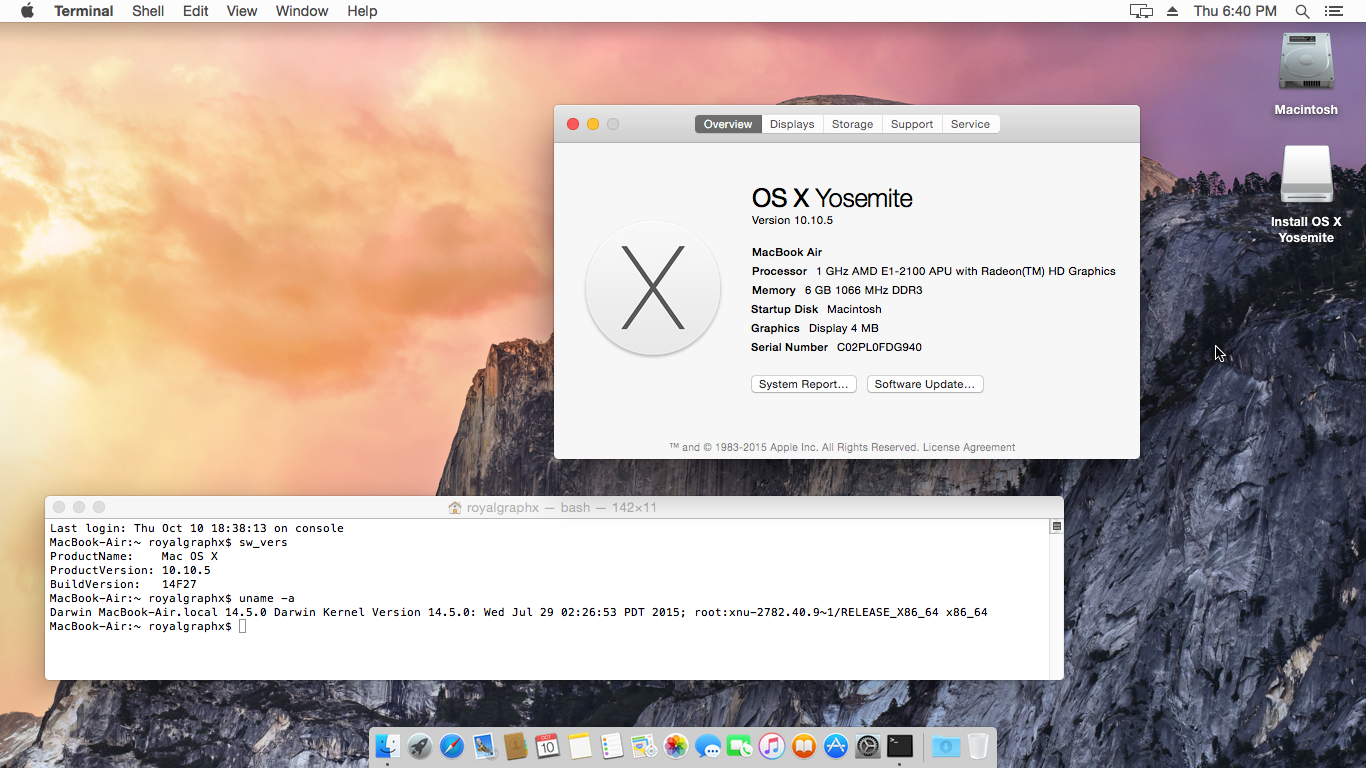 Terminal Shell Edit View Window Help Thu 6:40 PM
Macintosh
Install OS X
Yosemite
Overview Displays Storage Support Service
OS X Yosemite
Version 10.10.5
MacBook Air
Processor 1 GHz AMD E1-2100 APU with Radeon(TM) HD Graphics
Memory 6 GB 1066 MHz DDR3
Startup Disk Macintosh
Graphics Display 4 MB
Serial Number C02PL0FDG940
System Report... Software Update...
™ and © 1983-2015 Apple Inc. All Rights Reserved. License Agreement
royalgraphx — bash — 142×11
Last login: Thu Oct 10 18:38:13 on console
MacBook-Air:~ royalgraphx$ sw_vers
ProductName: Mac OS X
ProductVersion: 10.10.5
BuildVersion: 14F27
MacBook-Air:~ royalgraphx$ uname -a
Darwin MacBook-Air.local 14.5.0 Darwin Kernel Version 14.5.0: Wed Jul 29 02:26:53 PDT 2015; root:xnu-2782.40.9~1/RELEASE_X86_64 x86_64
MacBook-Air:~ royalgraphx$
OCT
10